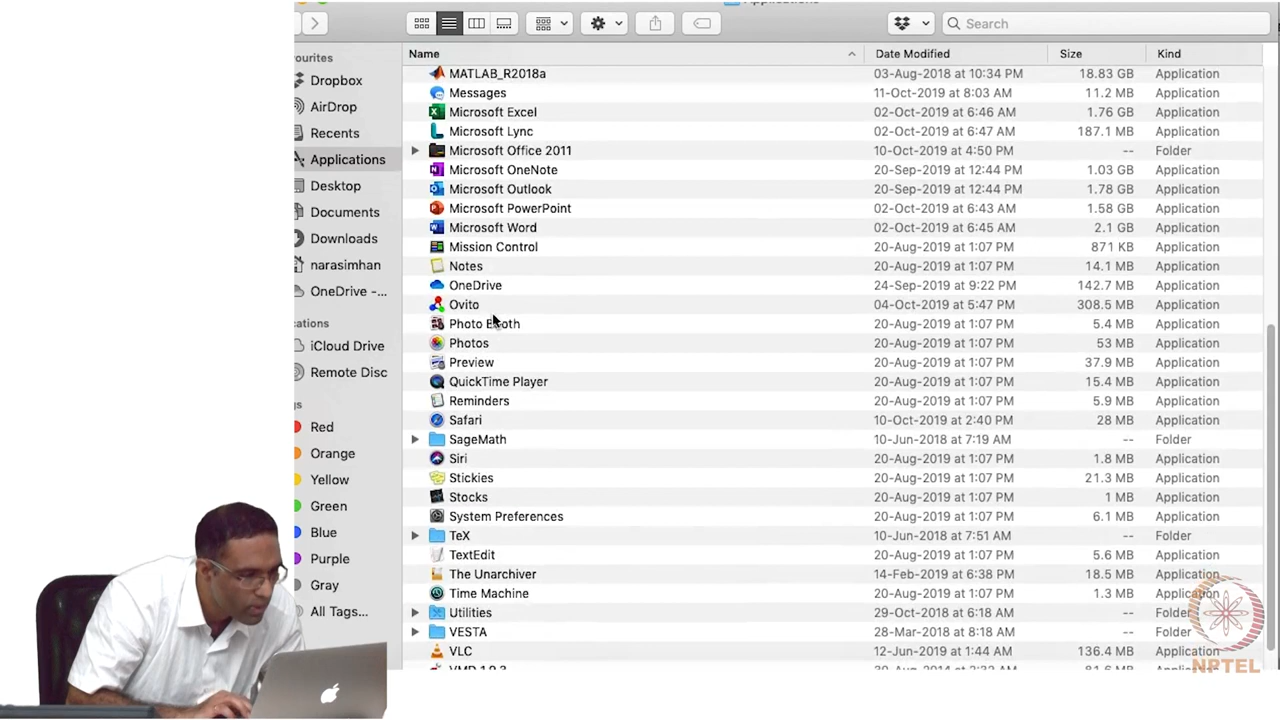 Applications
Search
ourites
Dropbox
AirDrop
Recents
Applications
Desktop
Documents
Downloads
narasimhan
OneDrive -...
cations
iCloud Drive
Remote Disc
s
Red
Orange
Yellow
Green
Blue
Purple
Gray
All Tags...
Name Date Modified Size Kind
MATLAB_R2018a 03-Aug-2018 at 10:34 PM 18.83 GB Application
Messages 11-Oct-2019 at 8:03 AM 11.2 MB Application
Microsoft Excel 02-Oct-2019 at 6:46 AM 1.76 GB Application
Microsoft Lync 02-Oct-2019 at 6:47 AM 187.1 MB Application
Microsoft Office 2011 10-Oct-2019 at 4:50 PM -- Folder
Microsoft OneNote 20-Sep-2019 at 12:44 PM 1.03 GB Application
Microsoft Outlook 20-Sep-2019 at 12:44 PM 1.78 GB Application
Microsoft PowerPoint 02-Oct-2019 at 6:43 AM 1.58 GB Application
Microsoft Word 02-Oct-2019 at 6:45 AM 2.1 GB Application
Mission Control 20-Aug-2019 at 1:07 PM 871 KB Application
Notes 20-Aug-2019 at 1:07 PM 14.1 MB Application
OneDrive 24-Sep-2019 at 9:22 PM 142.7 MB Application
Ovito 04-Oct-2019 at 5:47 PM 308.5 MB Application
Photo Booth 20-Aug-2019 at 1:07 PM 5.4 MB Application
Photos 20-Aug-2019 at 1:07 PM 53 MB Application
Preview 20-Aug-2019 at 1:07 PM 37.9 MB Application
QuickTime Player 20-Aug-2019 at 1:07 PM 15.4 MB Application
Reminders 20-Aug-2019 at 1:07 PM 5.9 MB Application
Safari 10-Oct-2019 at 2:40 PM 28 MB Application
SageMath 10-Jun-2018 at 7:19 AM -- Folder
Siri 20-Aug-2019 at 1:07 PM 1.8 MB Application
Stickies 20-Aug-2019 at 1:07 PM 21.3 MB Application
Stocks 20-Aug-2019 at 1:07 PM 1 MB Application
System Preferences 20-Aug-2019 at 1:07 PM 6.1 MB Application
TeX 10-Jun-2018 at 7:51 AM -- Folder
TextEdit 20-Aug-2019 at 1:07 PM 5.6 MB Application
The Unarchiver 14-Feb-2019 at 6:38 PM 18.5 MB Application
Time Machine 20-Aug-2019 at 1:07 PM 1.3 MB Application
Utilities 29-Oct-2018 at 6:18 AM -- Folder
VESTA 28-Mar-2018 at 8:18 AM -- Folder
VLC 12-Jun-2019 at 1:44 AM 136.4 MB Application
NPTEL